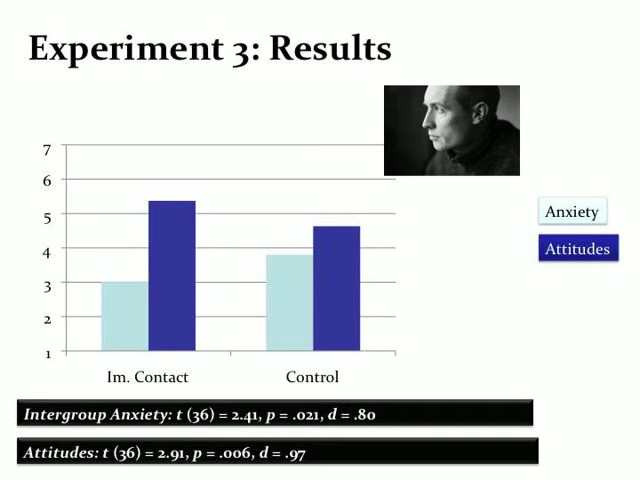 Experiment 3: Results
7
6
5
4
3
2
1
Im. Contact
Control
Anxiety
Attitudes
Intergroup Anxiety: t (36) = 2.41, p = .021, d = .80
Attitudes: t (36) = 2.91, p = .006, d = .97